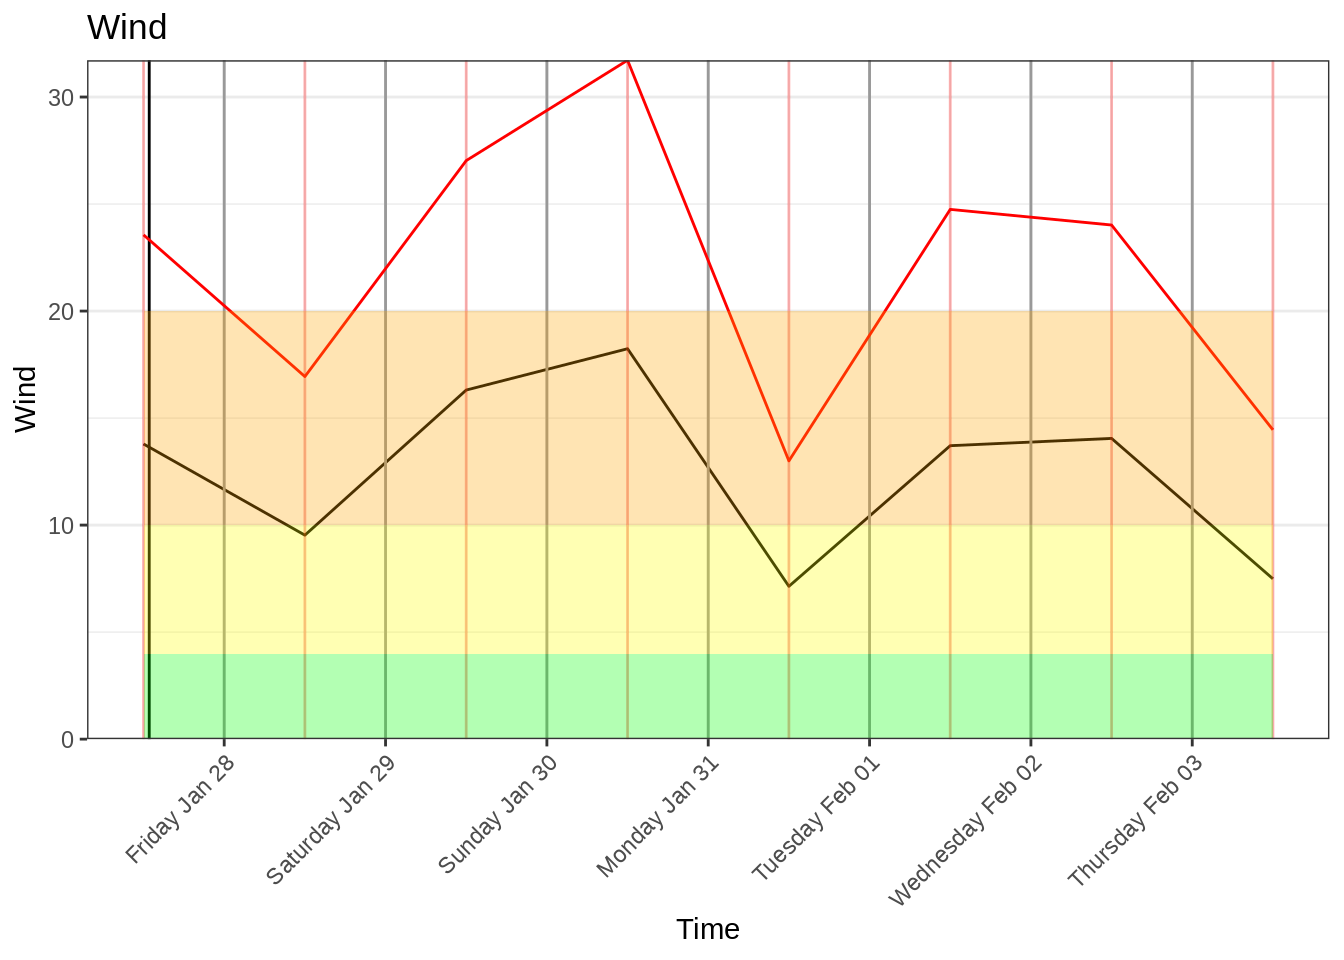 Wind
30
20
10
0
Wind
Friday Jan 28
Saturday Jan 29
Sunday Jan 30
Monday Jan 31
Tuesday Feb 01
Wednesday Feb 02
Thursday Feb 03
Time